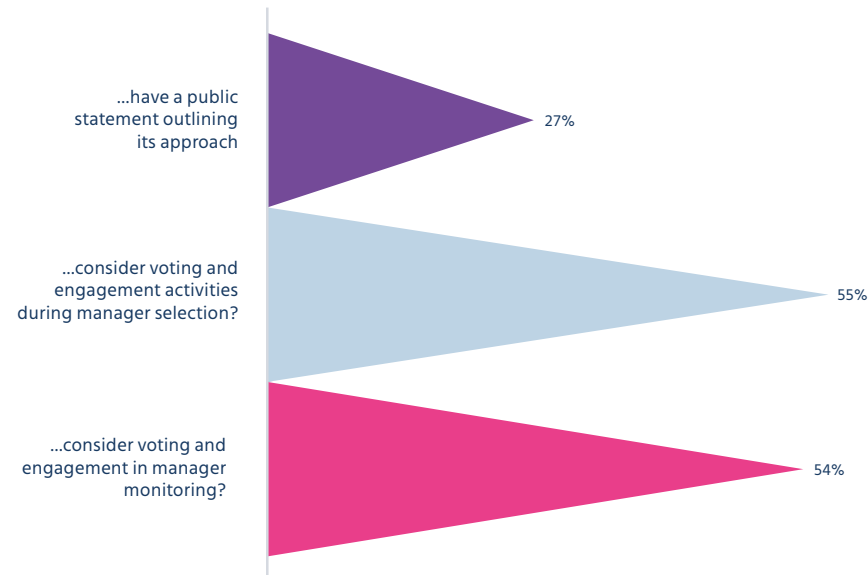 ...have a public
statement outlining
its approach
27%
...consider voting and
engagement activities
during manager selection?
55%
...consider voting and
engagement in manager
monitoring?
54%